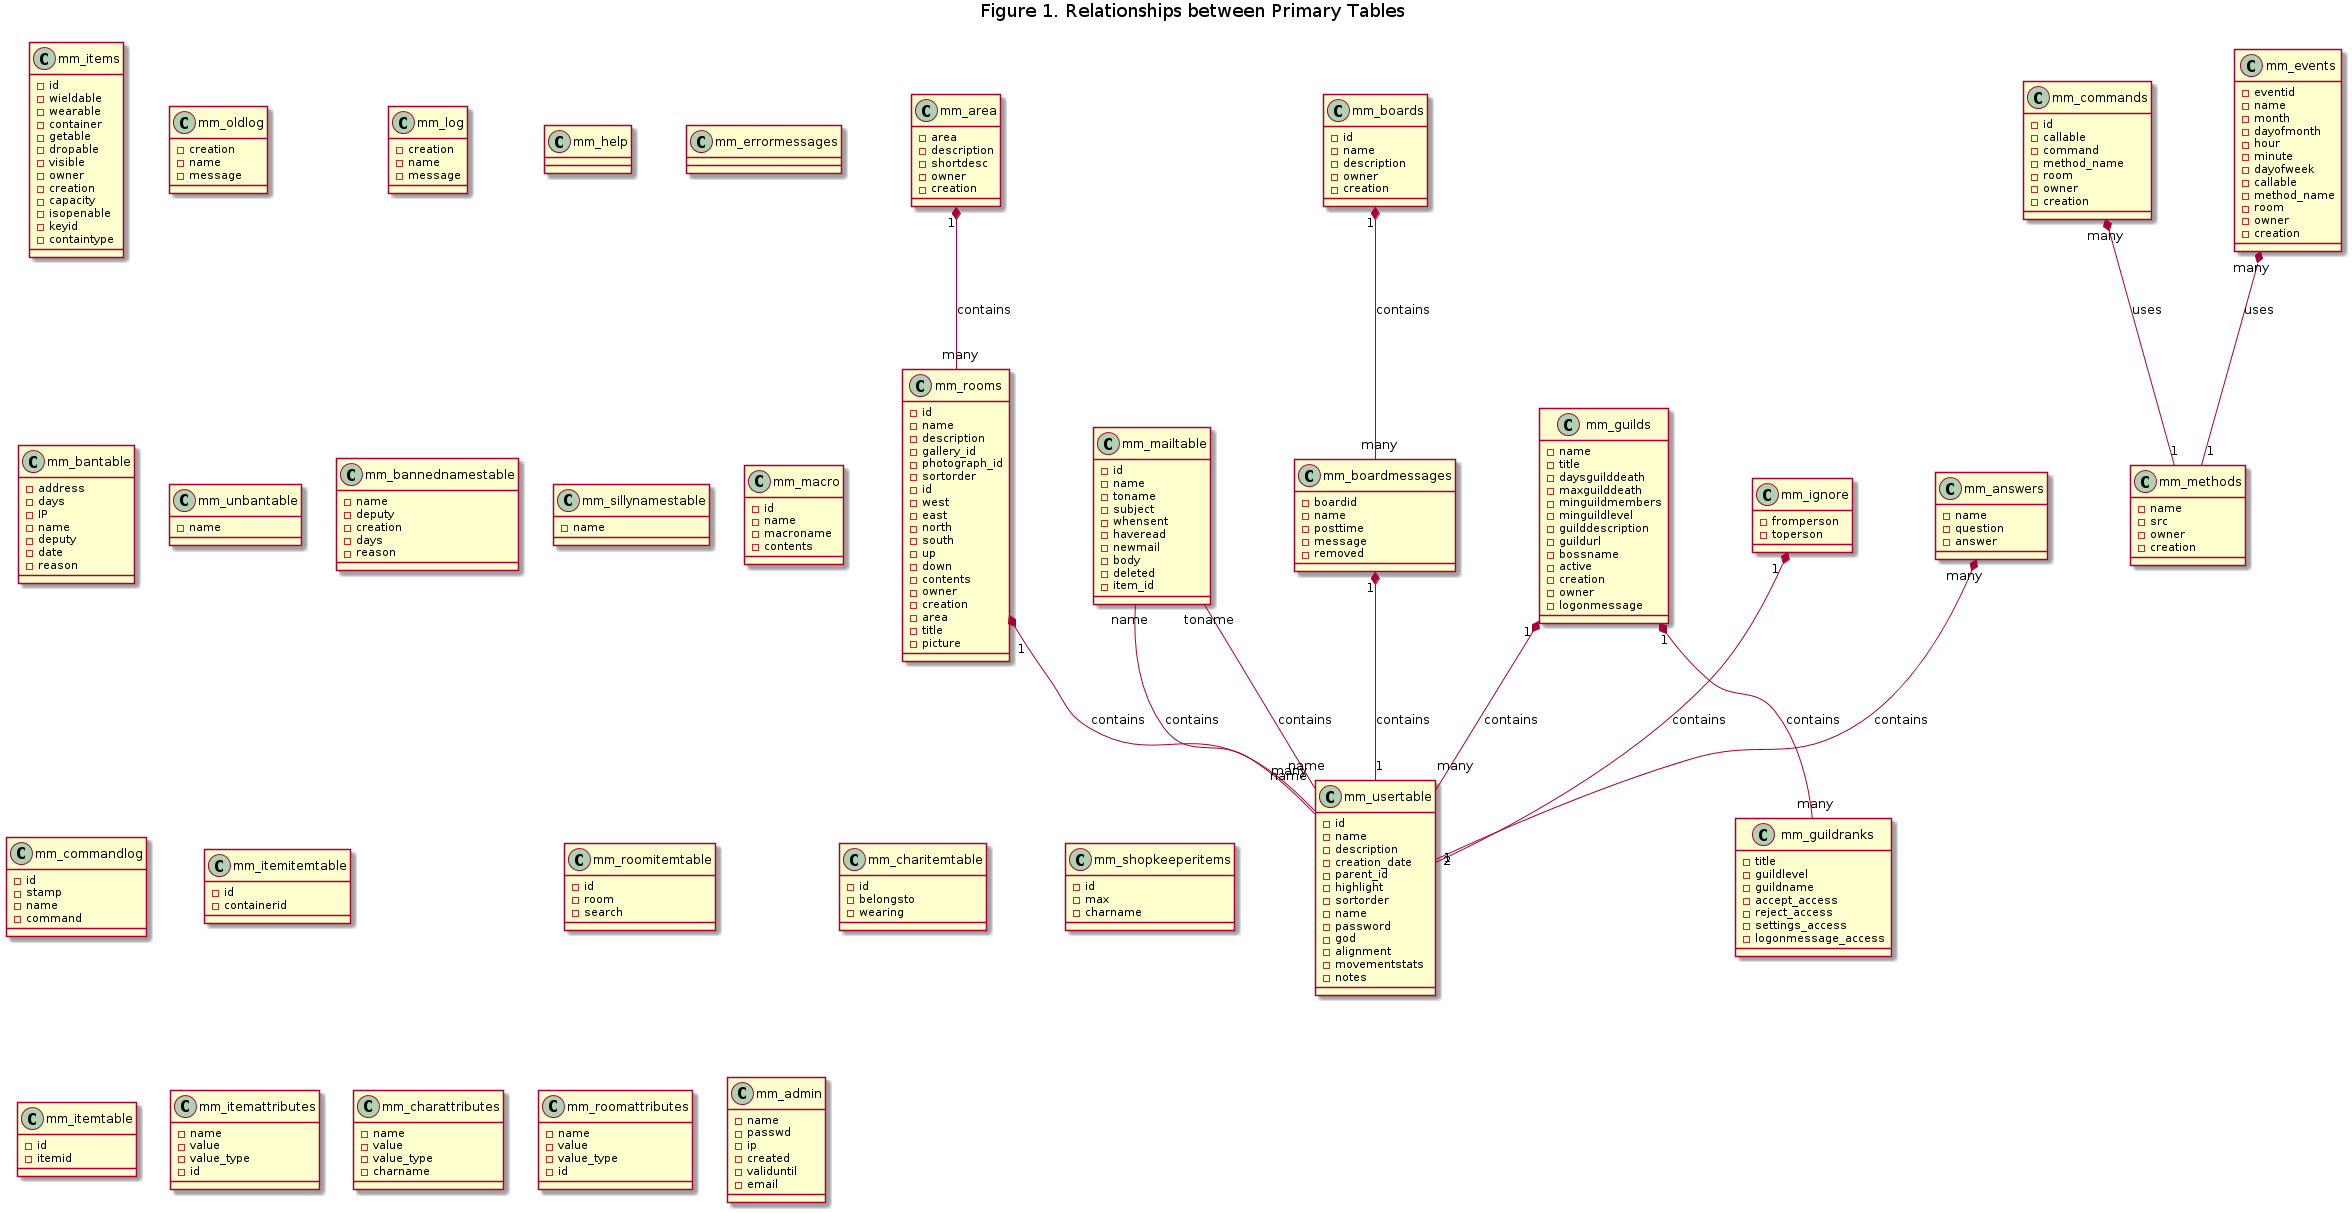 Figure 1. Relationships between Primary Tables
C mm_items
id
wieldable
wearable
container
getable
dropable
visible
owner
creation
capacity
isopenable
keyid
containtype
C mm_oldlog
creation
name
message
C mm_log
creation
name
message
C mm_help
C mm_errormessages
C mm_area
area
description
shortdesc
owner
creation
C mm_boards
id
name
description
owner
creation
C mm_commands
id
callable
command
method_name
room
owner
creation
C mm_events
eventid
name
month
dayofmonth
hour
minute
dayofweek
callable
method_name
room
owner
creation
1
contains
many
1
contains
many
many
uses
1
many
uses
1
C mm_bantable
address
days
IP
name
deputy
date
reason
C mm_unbantable
name
C mm_bannednamestable
name
deputy
creation
days
reason
C mm_sillynamestable
name
C mm_macro
id
name
macroname
contents
C mm_rooms
id
name
description
gallery_id
photograph_id
sortorder
id
west
east
north
south
up
down
contents
owner
creation
area
title
picture
C mm_mailtable
id
name
toname
subject
whensent
haveread
newmail
body
deleted
item_id
C mm_boardmessages
boardid
name
posttime
message
removed
C mm_guilds
name
title
daysguilddeath
maxguilddeath
minguildmembers
minguildlevel
guilddescription
guildurl
bossname
active
creation
owner
logonmessage
C mm_ignore
fromperson
toperson
C mm_answers
name
question
answer
C mm_methods
name
src
owner
creation
1
contains
many
name
contains
name
toname
contains
name
1
contains
1
1
contains
many
1
contains
many
1
contains
2
many
contains
1
C mm_commandlog
id
stamp
name
command
C mm_itemitemtable
id
containerid
C mm_roomitemtable
id
room
search
C mm_charitemtable
id
belongsto
wearing
C mm_shopkeeperitems
id
max
charname
C mm_usertable
id
name
description
creation_date
parent_id
highlight
sortorder
name
password
god
alignment
movementstats
notes
C mm_guildranks
title
guildlevel
guildname
accept_access
reject_access
settings_access
logonmessage_access
C mm_itemtable
id
itemid
C mm_itemattributes
name
value
value_type
id
C mm_charattributes
name
value
value_type
charname
C mm_roomattributes
name
value
value_type
id
C mm_admin
name
passwd
ip
created
validuntil
email